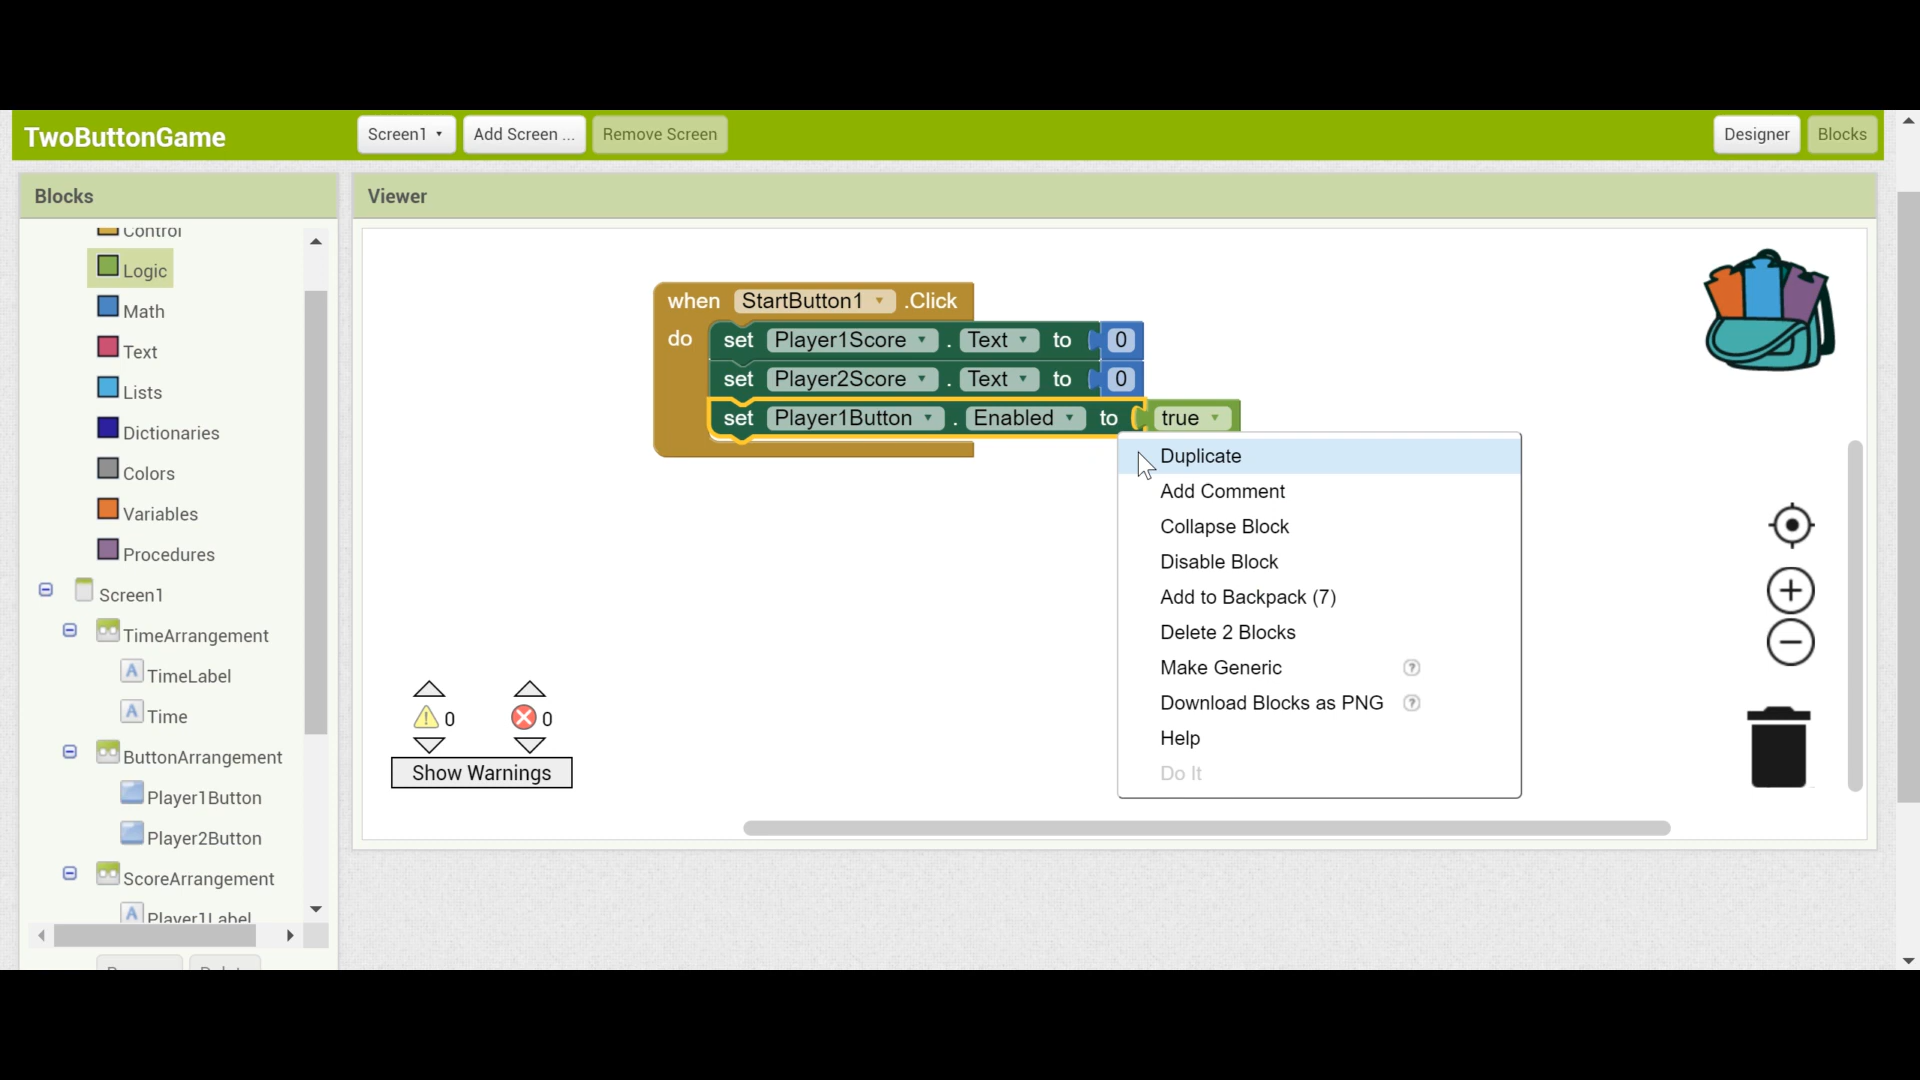 TwoButtonGame
Screen1
Add Screen ...
Remove Screen
Designer
Blocks
Blocks
Control
Logic
Math
Text
Lists
Dictionaries
Colors
Variables
Procedures
Screen1
TimeArrangement
TimeLabel
Time
ButtonArrangement
Player1Button
Player2Button
ScoreArrangement
Player1Label
Viewer
when StartButton1 .Click
do set Player1Score . Text to 0
set Player2Score . Text to 0
set Player1Button . Enabled to true
Duplicate
Add Comment
Collapse Block
Disable Block
Add to Backpack (7)
Delete 2 Blocks
Make Generic ?
Download Blocks as PNG ?
Help
Do It
0 0
Show Warnings